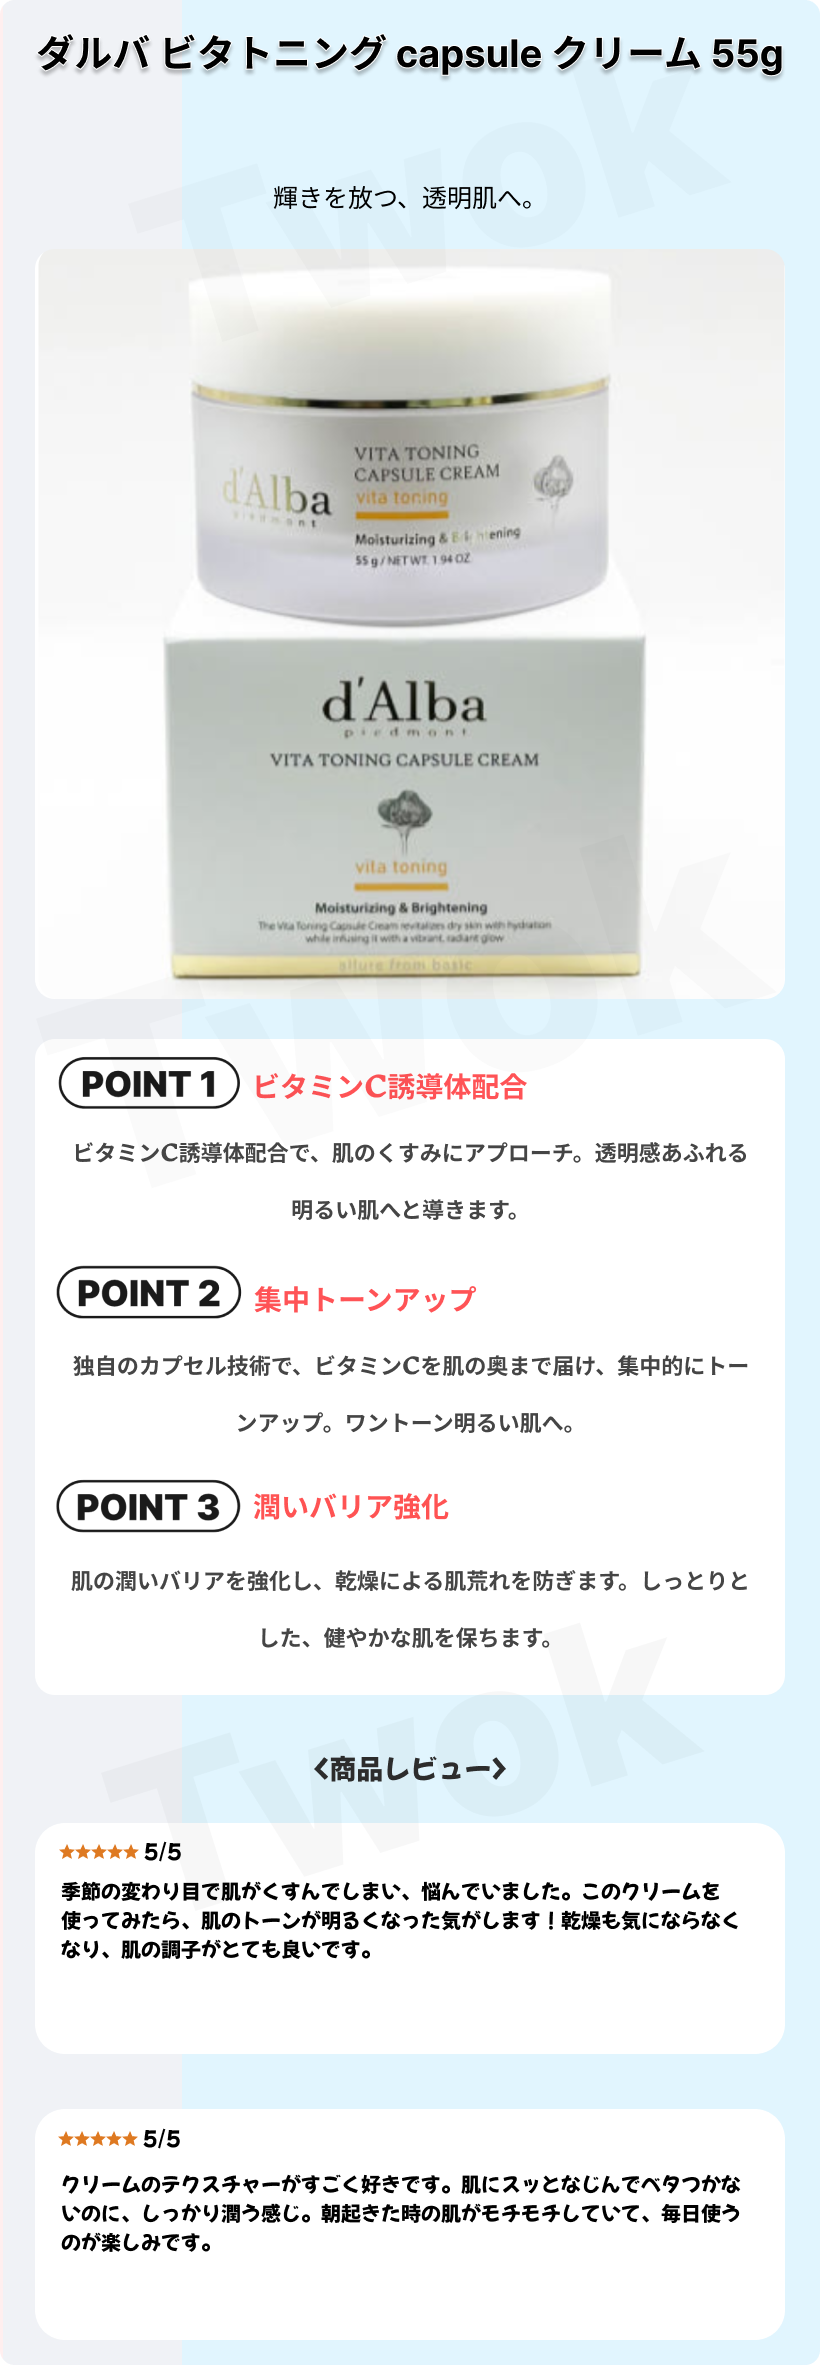 ダルバ ビタトニング capsule クリーム 55g
輝きを放つ、透明肌へ。
d'Alba
piedmont
VITA TONING
CAPSULE CREAM
vita toning
Moisturizing & Brightening
55 g / NET WT. 1.94 OZ.
d'Alba
piedmont
VITA TONING CAPSULE CREAM
vita toning
Moisturizing & Brightening
The Vita Toning Capsule Cream revitalizes dry skin with hydration
while infusing it with a vibrant, radiant glow
allure from basic
POINT 1 ビタミンC誘導体配合
ビタミンC誘導体配合で、肌のくすみにアプローチ。透明感あふれる
明るい肌へと導きます。
POINT 2 集中トーンアップ
独自のカプセル技術で、ビタミンCを肌の奥まで届け、集中的にトー
ンアップ。ワントーン明るい肌へ。
POINT 3 潤いバリア強化
肌の潤いバリアを強化し、乾燥による肌荒れを防ぎます。しっとりと
した、健やかな肌を保ちます。
<商品レビュー>
★★★★★ 5/5
季節の変わり目で肌がくすんでしまい、悩んでいました。このクリームを
使ってみたら、肌のトーンが明るくなった気がします！乾燥も気にならなく
なり、肌の調子がとても良いです。
★★★★★ 5/5
クリームのテクスチャーがすごく好きです。肌にスッとなじんでベタつかな
いのに、しっかり潤う感じ。朝起きた時の肌がモチモチしていて、毎日使う
のが楽しみです。
Twok
Twok
Twok